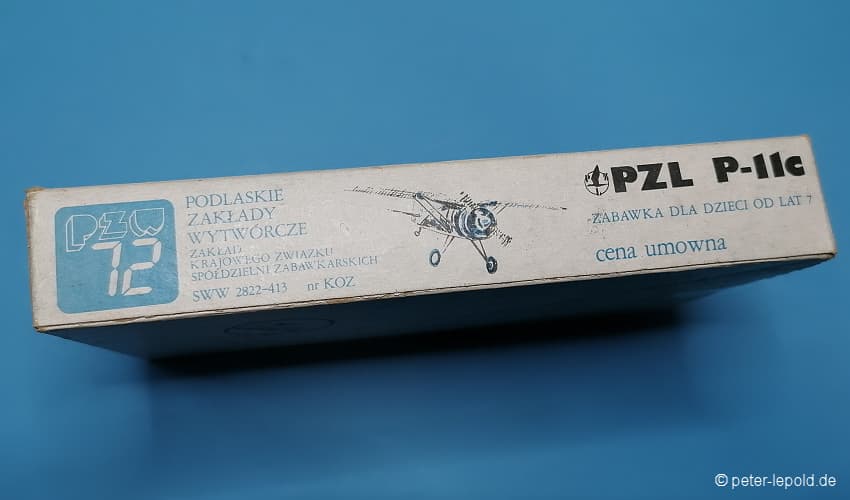 PZW
72
PODLASKIE
ZAKŁADY
WYTWÓRCZE
ZAKŁAD
KRAJOWEGO ZWIĄZKU
SPÓŁDZIELNI ZABAWKARSKICH
SWW 2822-413 nr KOZ
PZL P-11c
ZABAWKA DLA DZIECI OD LAT 7
cena umowna
© peter-lepold.de